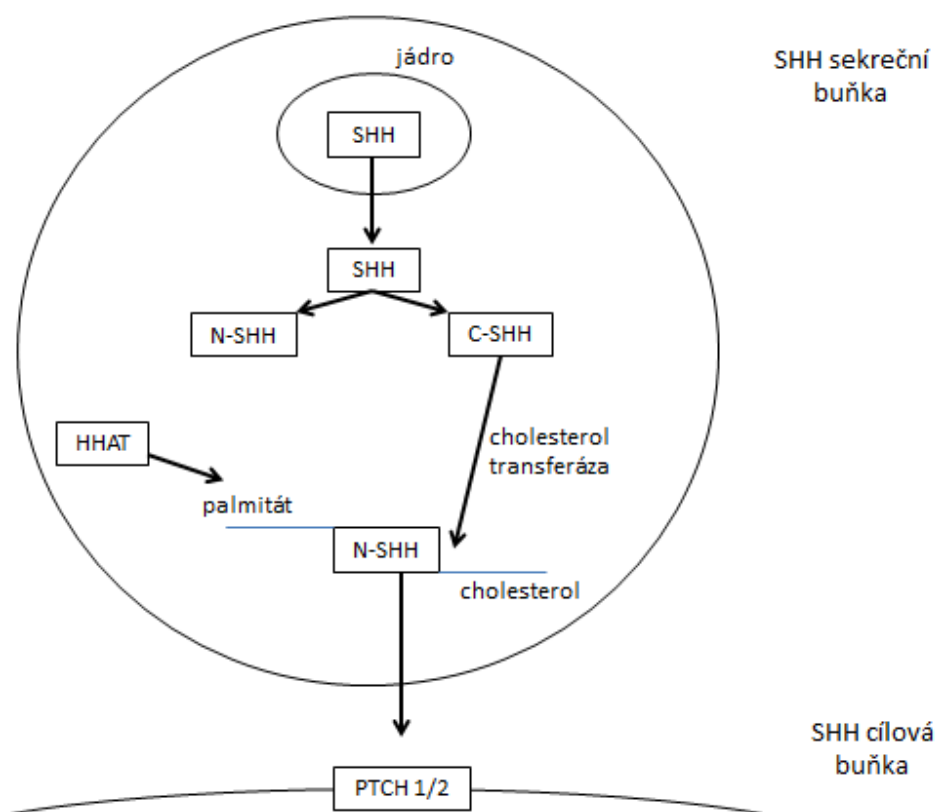 jádro
SHH sekreční
buňka
SHH
SHH
N-SHH
C-SHH
HHAT
cholesterol
transferáza
palmitát
N-SHH
cholesterol
SHH cílová
buňka
PTCH 1/2